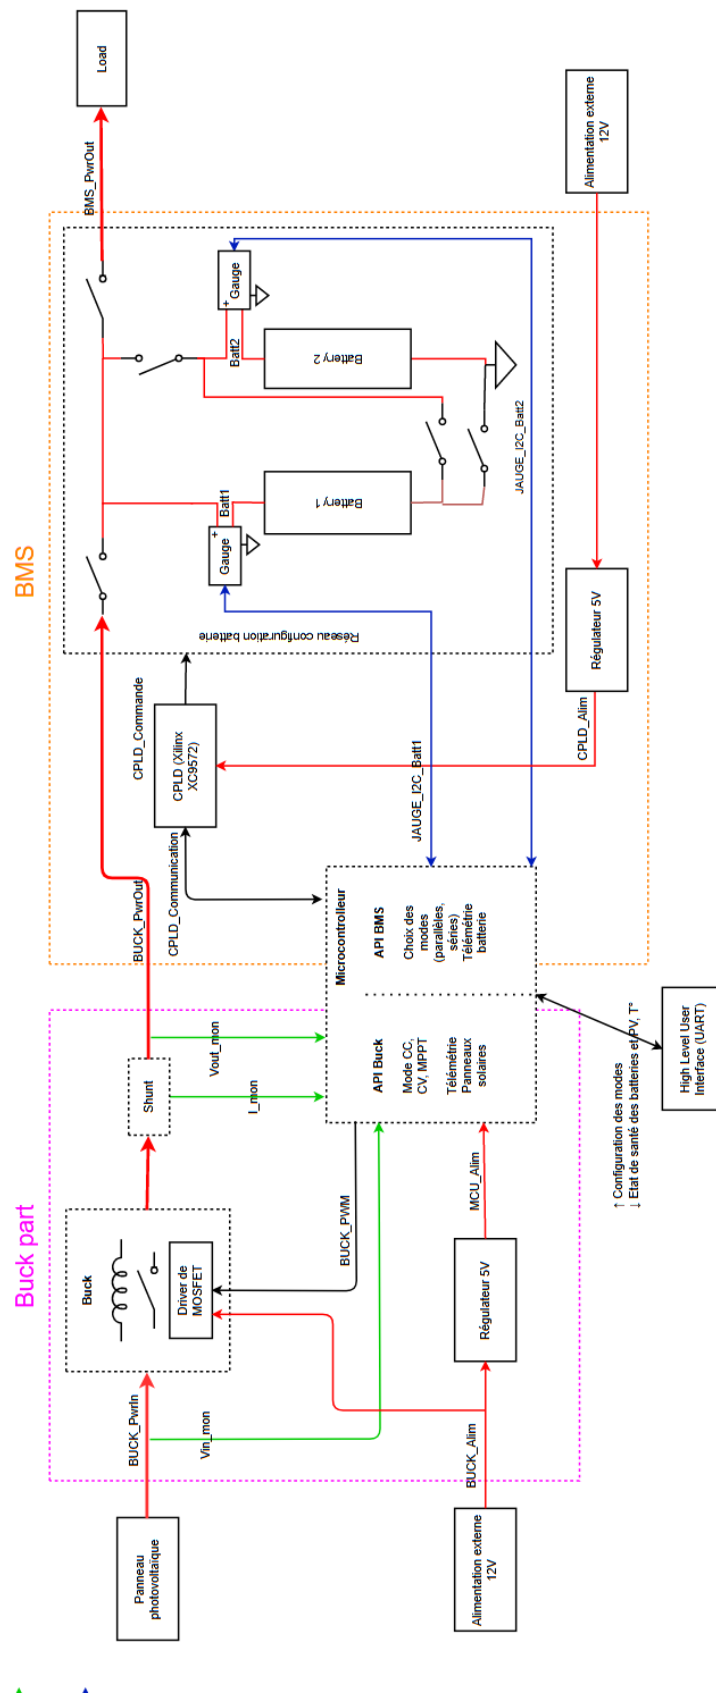 Buck part
BMS
Panneau
photovoltaïque
BUCK_PwrIn
Vin_mon
Buck
Driver de
MOSFET
Shunt
BUCK_PwrOut
Vout_mon
I_mon
BUCK_PWM
Alimentation externe
12V
BUCK_Alim
Régulateur 5V
MCU_Alim
Microcontrolleur
API Buck
Mode CC,
CV, MPPT
Télémétrie
Panneaux
solaires
API BMS
Choix des
modes
(parallèles,
séries)
Télémétrie
batterie
High Level User
Interface (UART)
↑ Configuration des modes
↓ Etat de santé des batteries et PV, T°
CPLD_Communication
CPLD (Xilinx
XC9572)
CPLD_Commande
CPLD_Alim
Régulateur 5V
Alimentation externe
12V
Réseau configuration batterie
JAUGE_I2C_Batt1
JAUGE_I2C_Batt2
Gauge
+
Batt1
Battery 1
Gauge
+
Batt2
Battery 2
BMS_PwrOut
Load